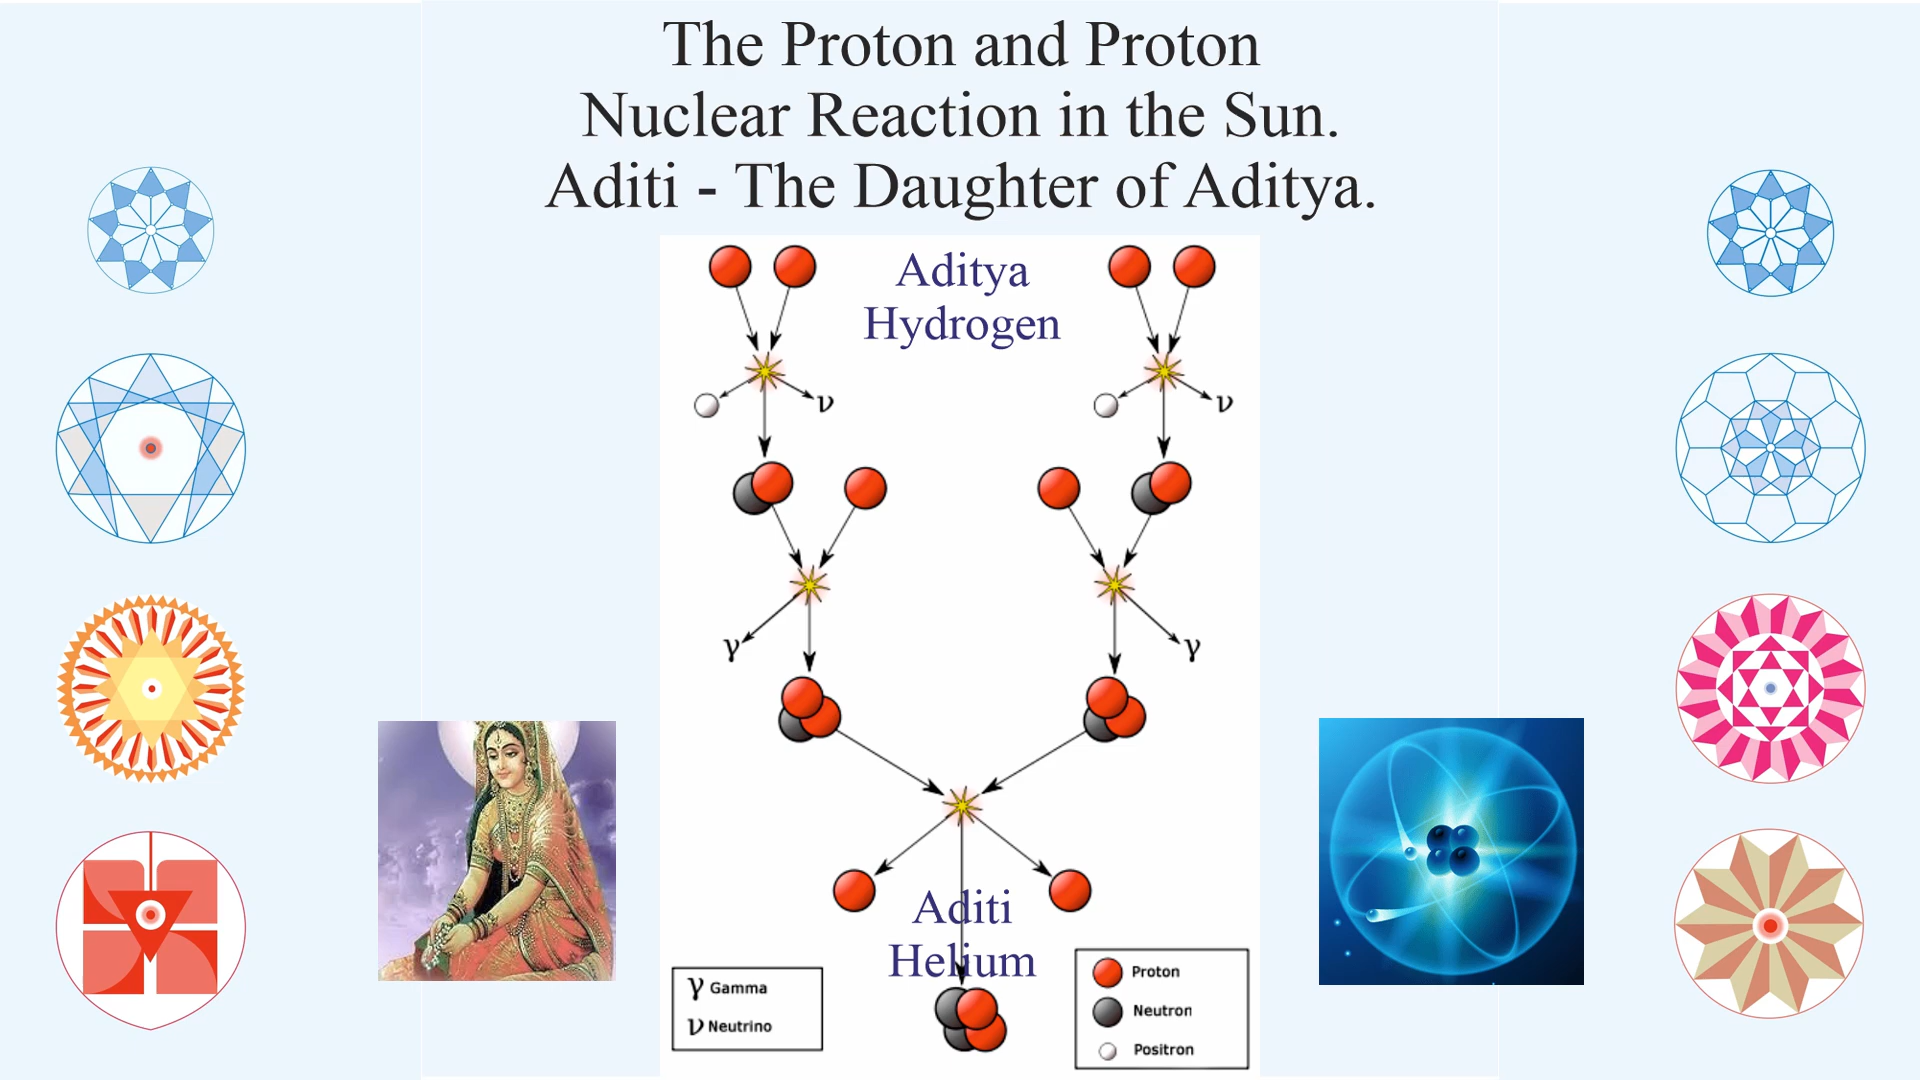 The Proton and Proton
Nuclear Reaction in the Sun.
Aditi - The Daughter of Aditya.
Aditya
Hydrogen
ν
ν
γ
γ
Aditi
Helium
γ Gamma
ν Neutrino
Proton
Neutron
Positron